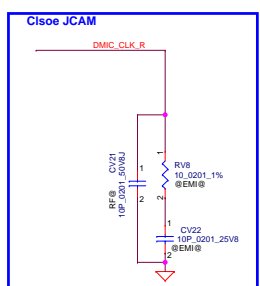 Clsoe JCAM
DMIC_CLK_R
CV21
10P_0201_50V8J
RF@
1
2
1
RV8
10_0201_1%
@EMI@
2
1
CV22
10P_0201_25V8
@EMI@
2